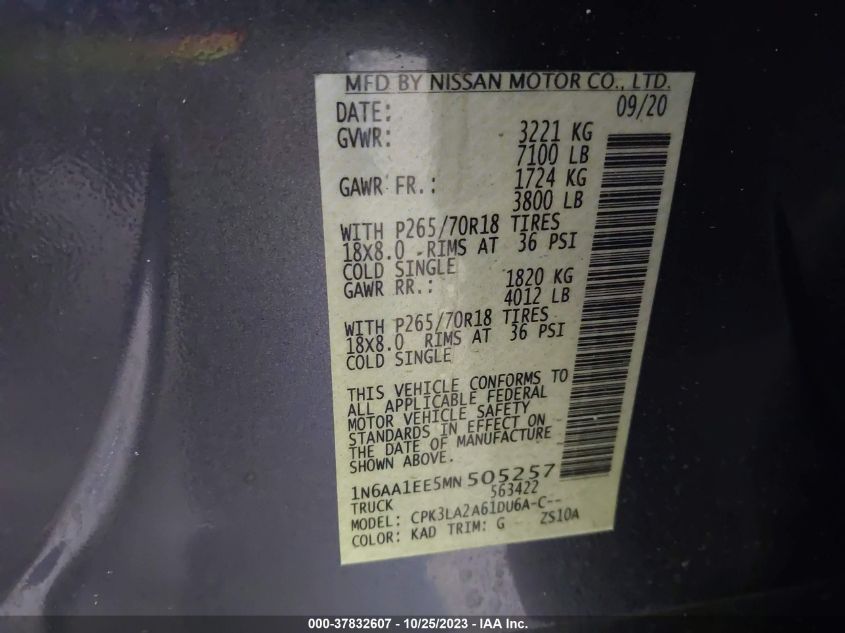 MFD BY NISSAN MOTOR CO., LTD.
DATE: 09/20
GVWR: 3221 KG
7100 LB
GAWR FR.: 1724 KG
3800 LB
WITH P265/70R18 TIRES
18X8.0 RIMS AT 36 PSI
COLD SINGLE
GAWR RR.: 1820 KG
4012 LB
WITH P265/70R18 TIRES
18X8.0 RIMS AT 36 PSI
COLD SINGLE
THIS VEHICLE CONFORMS TO
ALL APPLICABLE FEDERAL
MOTOR VEHICLE SAFETY
STANDARDS IN EFFECT ON
THE DATE OF MANUFACTURE
SHOWN ABOVE.
1N6AA1EE5MN505257
TRUCK 563422
MODEL: CPK3LA2A61DU6A-C--
COLOR: KAD TRIM: G ZS10A
000-37832607 - 10/25/2023 - IAA Inc.